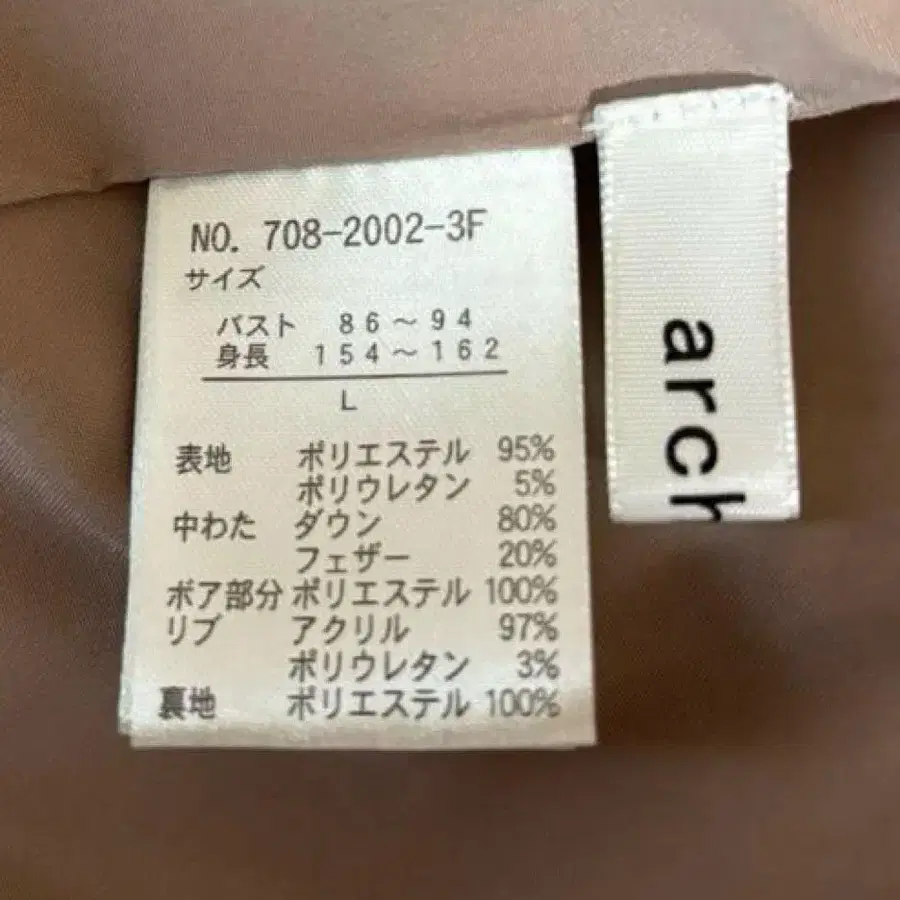 NO. 708-2002-3F
サイズ
バスト 86～94
身長 154～162
L
表地 ポリエステル 95%
ポリウレタン 5%
中わた ダウン 80%
フェザー 20%
ボア部分 ポリエステル 100%
リブ アクリル 97%
ポリウレタン 3%
裏地 ポリエステル 100%
arch